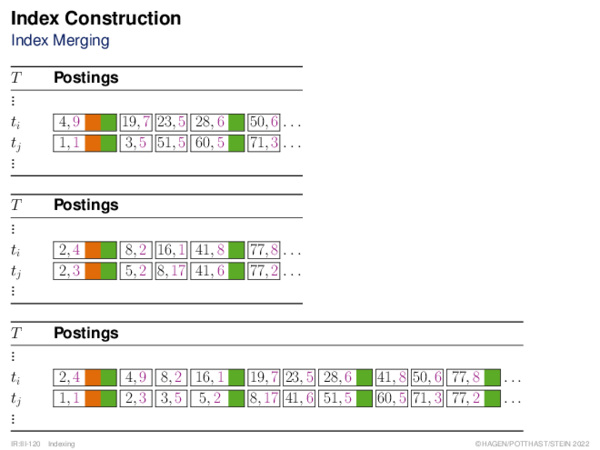 Index Construction
Index Merging
T Postings
⋮
t_i 4, 9 19, 7 23, 5 28, 6 50, 6 ...
t_j 1, 1 3, 5 51, 5 60, 5 71, 3 ...
⋮
T Postings
⋮
t_i 2, 4 8, 2 16, 1 41, 8 77, 8 ...
t_j 2, 3 5, 2 8, 17 41, 6 77, 2 ...
⋮
T Postings
⋮
t_i 2, 4 4, 9 8, 2 16, 1 19, 7 23, 5 28, 6 41, 8 50, 6 77, 8 ...
t_j 1, 1 2, 3 3, 5 5, 2 8, 17 41, 6 51, 5 60, 5 71, 3 77, 2 ...
⋮
IR:III-120 Indexing ©HAGEN/POTTHAST/STEIN 2022